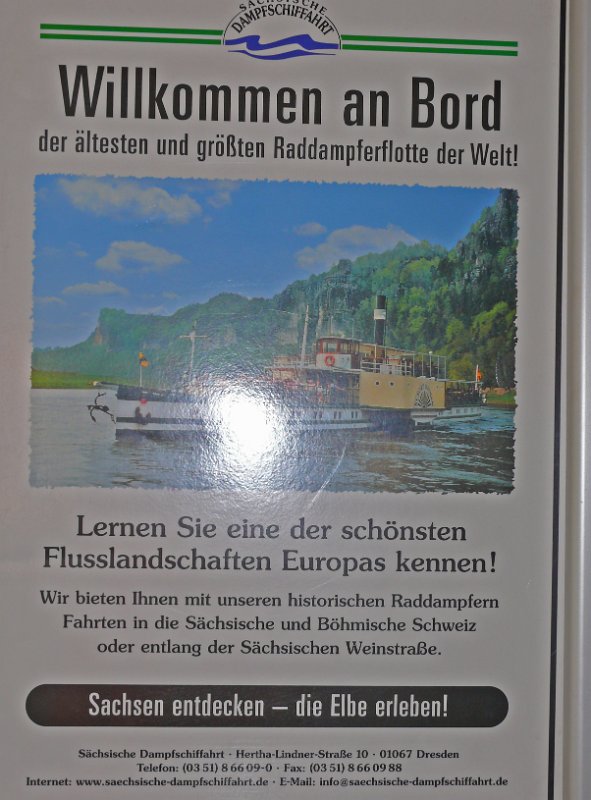 SÄCHSISCHE
DAMPFSCHIFFAHRT
Willkommen an Bord
der ältesten und größten Raddampferflotte der Welt!
Lernen Sie eine der schönsten
Flusslandschaften Europas kennen!
Wir bieten Ihnen mit unseren historischen Raddampfern
Fahrten in die Sächsische und Böhmische Schweiz
oder entlang der Sächsischen Weinstraße.
Sachsen entdecken – die Elbe erleben!
Sächsische Dampfschiffahrt · Hertha-Lindner-Straße 10 · 01067 Dresden
Telefon: (03 51) 8 66 09-0 · Fax: (03 51) 8 66 09 88
Internet: www.saechsische-dampfschiffahrt.de · E-Mail: info@saechsische-dampfschiffahrt.de